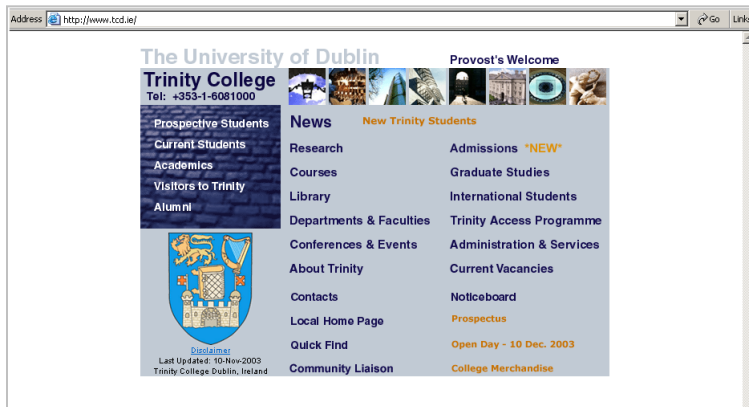 Address http://www.tcd.ie/ Go Links
The University of Dublin
Provost's Welcome
Trinity College
Tel: +353-1-6081000
Prospective Students
Current Students
Academics
Visitors to Trinity
Alumni
News New Trinity Students
Research Admissions *NEW*
Courses Graduate Studies
Library International Students
Departments & Faculties Trinity Access Programme
Conferences & Events Administration & Services
About Trinity Current Vacancies
Contacts Noticeboard
Local Home Page Prospectus
Quick Find Open Day - 10 Dec. 2003
Community Liaison College Merchandise
Disclaimer
Last Updated: 10-Nov-2003
Trinity College Dublin, Ireland